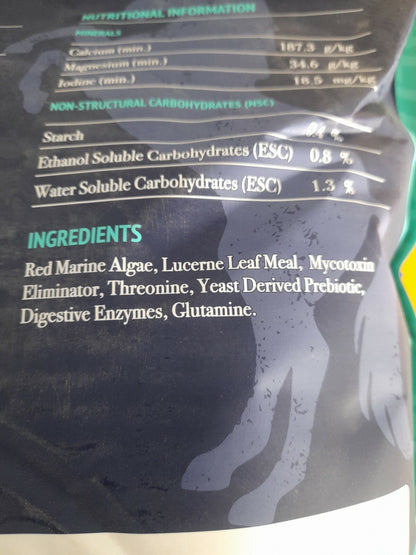 NUTRITIONAL INFORMATION
MINERALS
Calcium (min.) 187.3 g/kg
Magnesium (min.) 34.6 g/kg
Iodine (min.) 18.5 mg/kg
NON-STRUCTURAL CARBOHYDRATES (NSC)
Starch %
Ethanol Soluble Carbohydrates (ESC) 0.8 %
Water Soluble Carbohydrates (ESC) 1.3 %
INGREDIENTS
Red Marine Algae, Lucerne Leaf Meal, Mycotoxin
Eliminator, Threonine, Yeast Derived Prebiotic,
Digestive Enzymes, Glutamine.